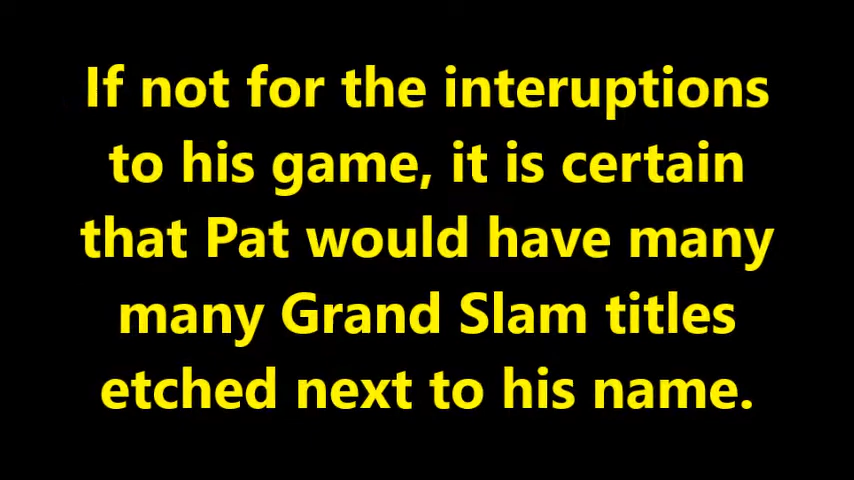 If not for the interuptions
to his game, it is certain
that Pat would have many
many Grand Slam titles
etched next to his name.